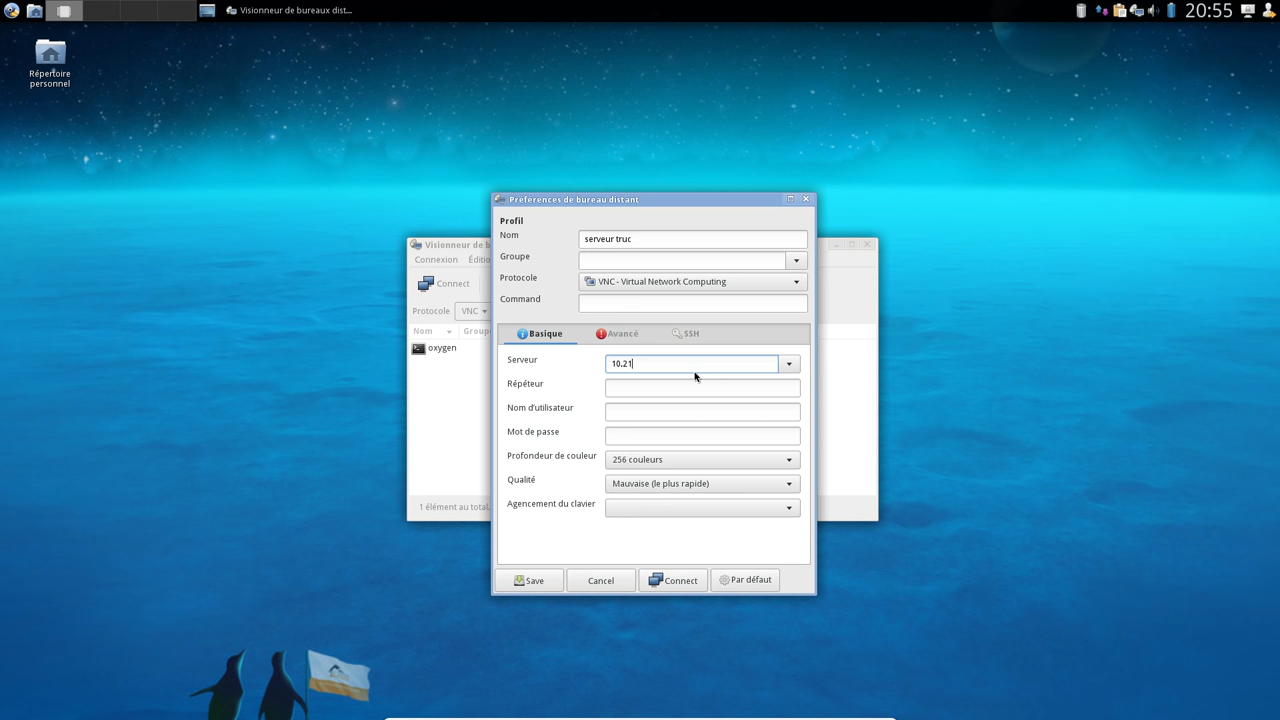 Visionneur de bureaux dist...
20:55
Répertoire
personnel
Préférences de bureau distant
Profil
Nom
serveur truc
Groupe
Protocole
VNC - Virtual Network Computing
Command
Visionneur de b
Connexion
Éditio
Connect
Protocole
VNC
Nom
Groupe
oxygen
1 élément au total.
Basique
Avancé
SSH
Serveur
10.21
Répéteur
Nom d'utilisateur
Mot de passe
Profondeur de couleur
256 couleurs
Qualité
Mauvaise (le plus rapide)
Agencement du clavier
Save
Cancel
Connect
Par défaut